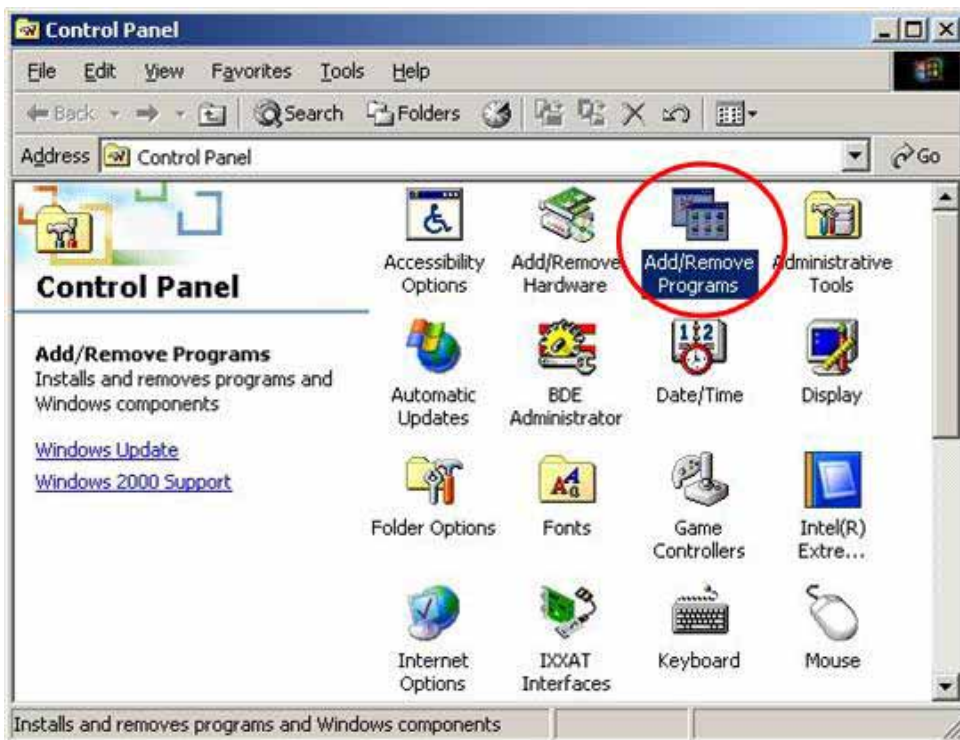 Control Panel
File Edit View Favorites Tools Help
Back Search Folders
Address Control Panel Go
Control Panel
Add/Remove Programs
Installs and removes programs and
Windows components
Windows Update
Windows 2000 Support
Accessibility
Options
Add/Remove
Hardware
Add/Remove
Programs
Administrative
Tools
Automatic
Updates
BDE
Administrator
1 2
Date/Time
Display
Folder Options
Fonts
Game
Controllers
Intel(R)
Extre...
Internet
Options
IXXAT
Interfaces
Keyboard
Mouse
Installs and removes programs and Windows components